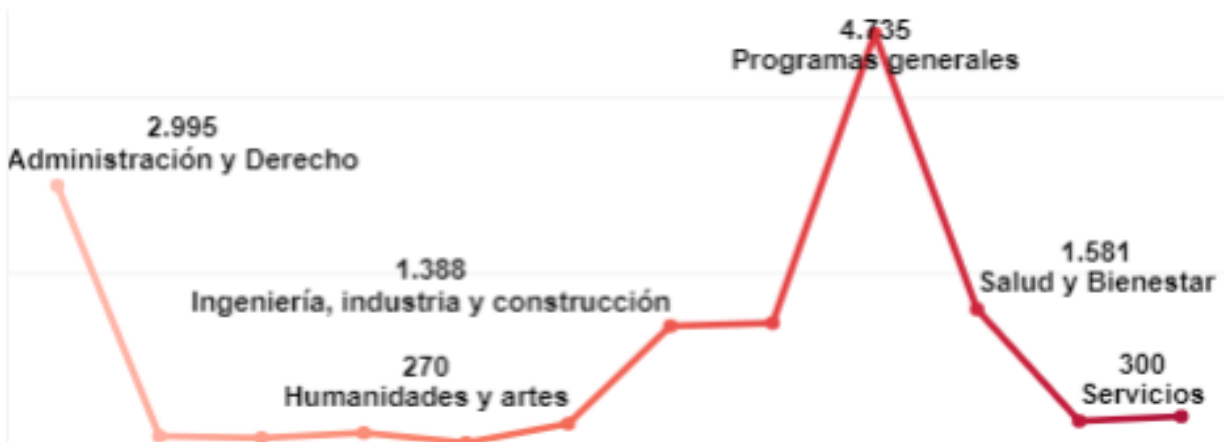 4.735
Programas generales
2.995
Administración y Derecho
1.388
Ingeniería, industria y construcción
1.581
Salud y Bienestar
270
Humanidades y artes
300
Servicios